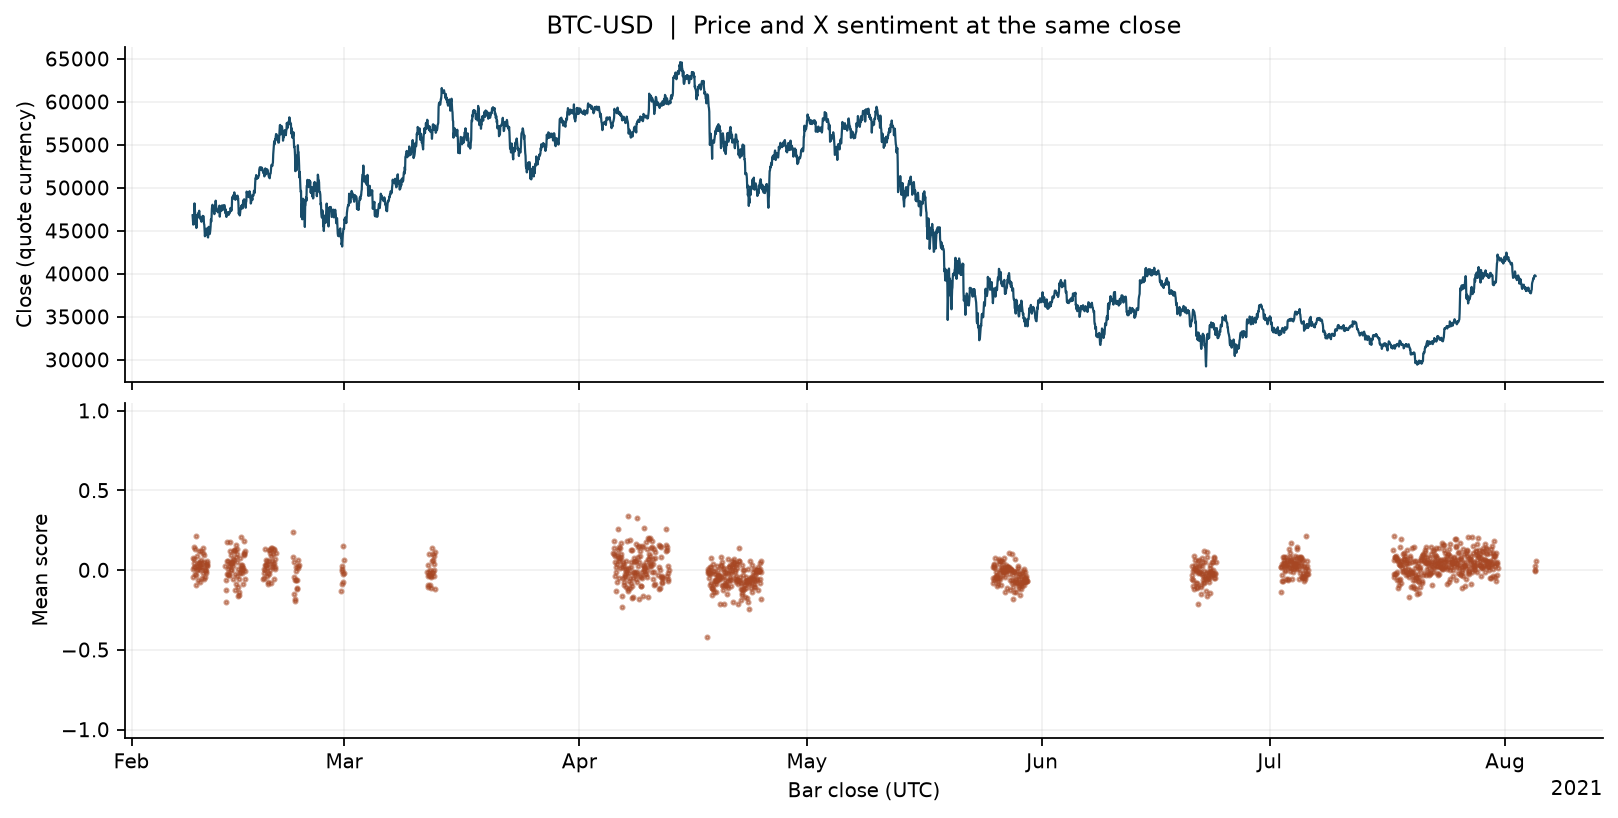 BTC-USD  |  Price and X sentiment at the same close
Close (quote currency)
65000
60000
55000
50000
45000
40000
35000
30000
Mean score
1.0
0.5
0.0
−0.5
−1.0
Feb Mar Apr May Jun Jul Aug
Bar close (UTC)
2021